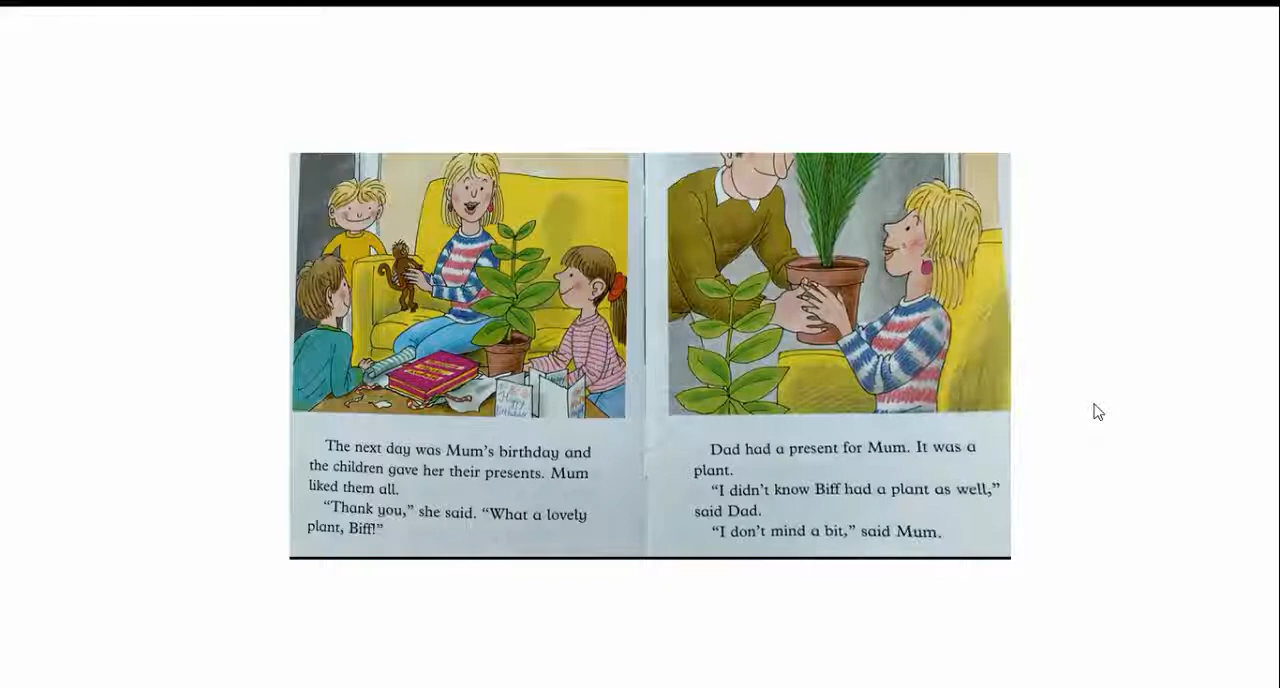 Happy
Birthday
The next day was Mum's birthday and
the children gave her their presents. Mum
liked them all.
"Thank you," she said. "What a lovely
plant, Biff!"
Dad had a present for Mum. It was a
plant.
"I didn't know Biff had a plant as well,"
said Dad.
"I don't mind a bit," said Mum.